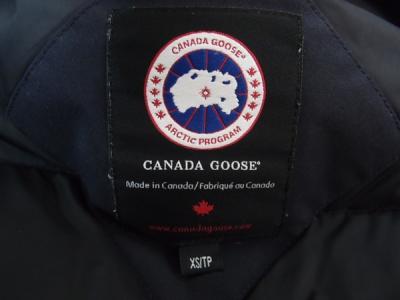 CANADA GOOSE®
ARCTIC PROGRAM
CANADA GOOSE®
Made in Canada/Fabriqué au Canada
www.canadagoose.com
XS/TP